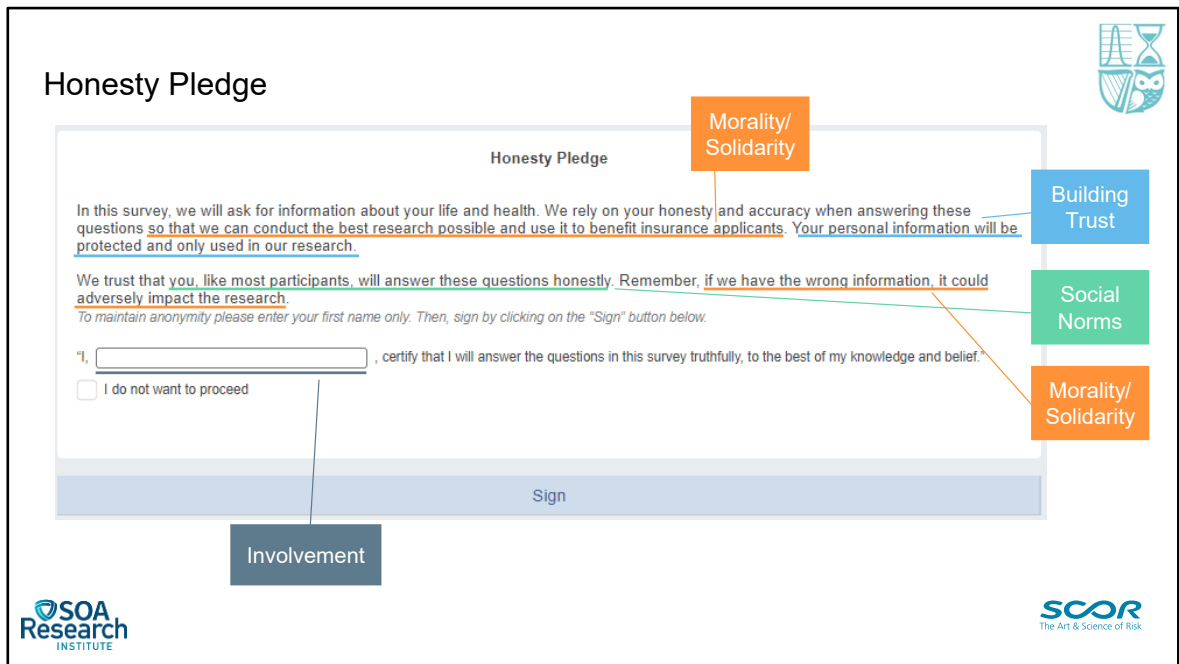 Honesty Pledge
Morality/
Solidarity
Honesty Pledge
Building
Trust
In this survey, we will ask for information about your life and health. We rely on your honesty and accuracy when answering these
questions so that we can conduct the best research possible and use it to benefit insurance applicants. Your personal information will be
protected and only used in our research.
We trust that you, like most participants, will answer these questions honestly. Remember, if we have the wrong information, it could
adversely impact the research.
Social
Norms
To maintain anonymity please enter your first name only. Then, sign by clicking on the “Sign” button below.
“I, , certify that I will answer the questions in this survey truthfully, to the best of my knowledge and belief.”
I do not want to proceed
Morality/
Solidarity
Sign
Involvement
SOA
Research
INSTITUTE
SCOR
The Art & Science of Risk